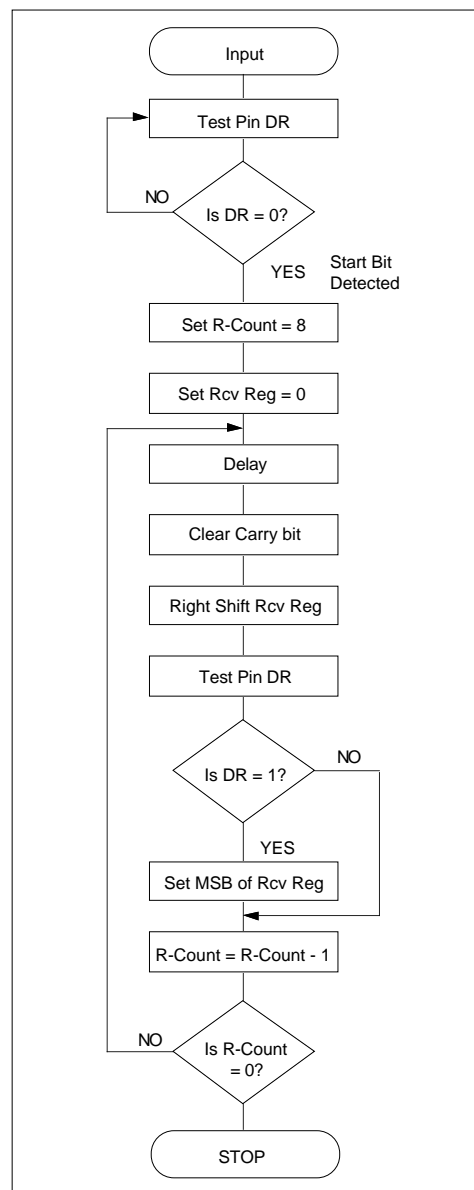 Input
Test Pin DR
NO
Is DR = 0?
YES
Start Bit
Detected
Set R-Count = 8
Set Rcv Reg = 0
Delay
Clear Carry bit
Right Shift Rcv Reg
Test Pin DR
Is DR = 1?
NO
YES
Set MSB of Rcv Reg
R-Count = R-Count - 1
NO
Is R-Count
= 0?
STOP